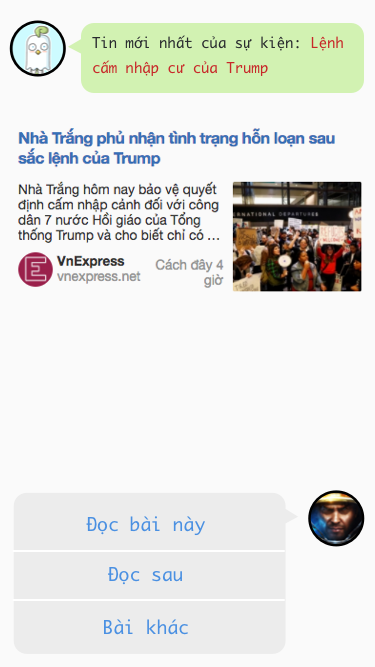 Tin mới nhất của sự kiện: Lệnh
cấm nhập cư của Trump
Nhà Trắng phủ nhận tình trạng hỗn loạn sau
sắc lệnh của Trump
Nhà Trắng hôm nay bảo vệ quyết
định cấm nhập cảnh đối với công
dân 7 nước Hồi giáo của Tổng
thống Trump và cho biết chỉ có ...
INTERNATIONAL DEPARTURES
E
VnExpress
vnexpress.net
Cách đây 4
giờ
Đọc bài này
Đọc sau
Bài khác